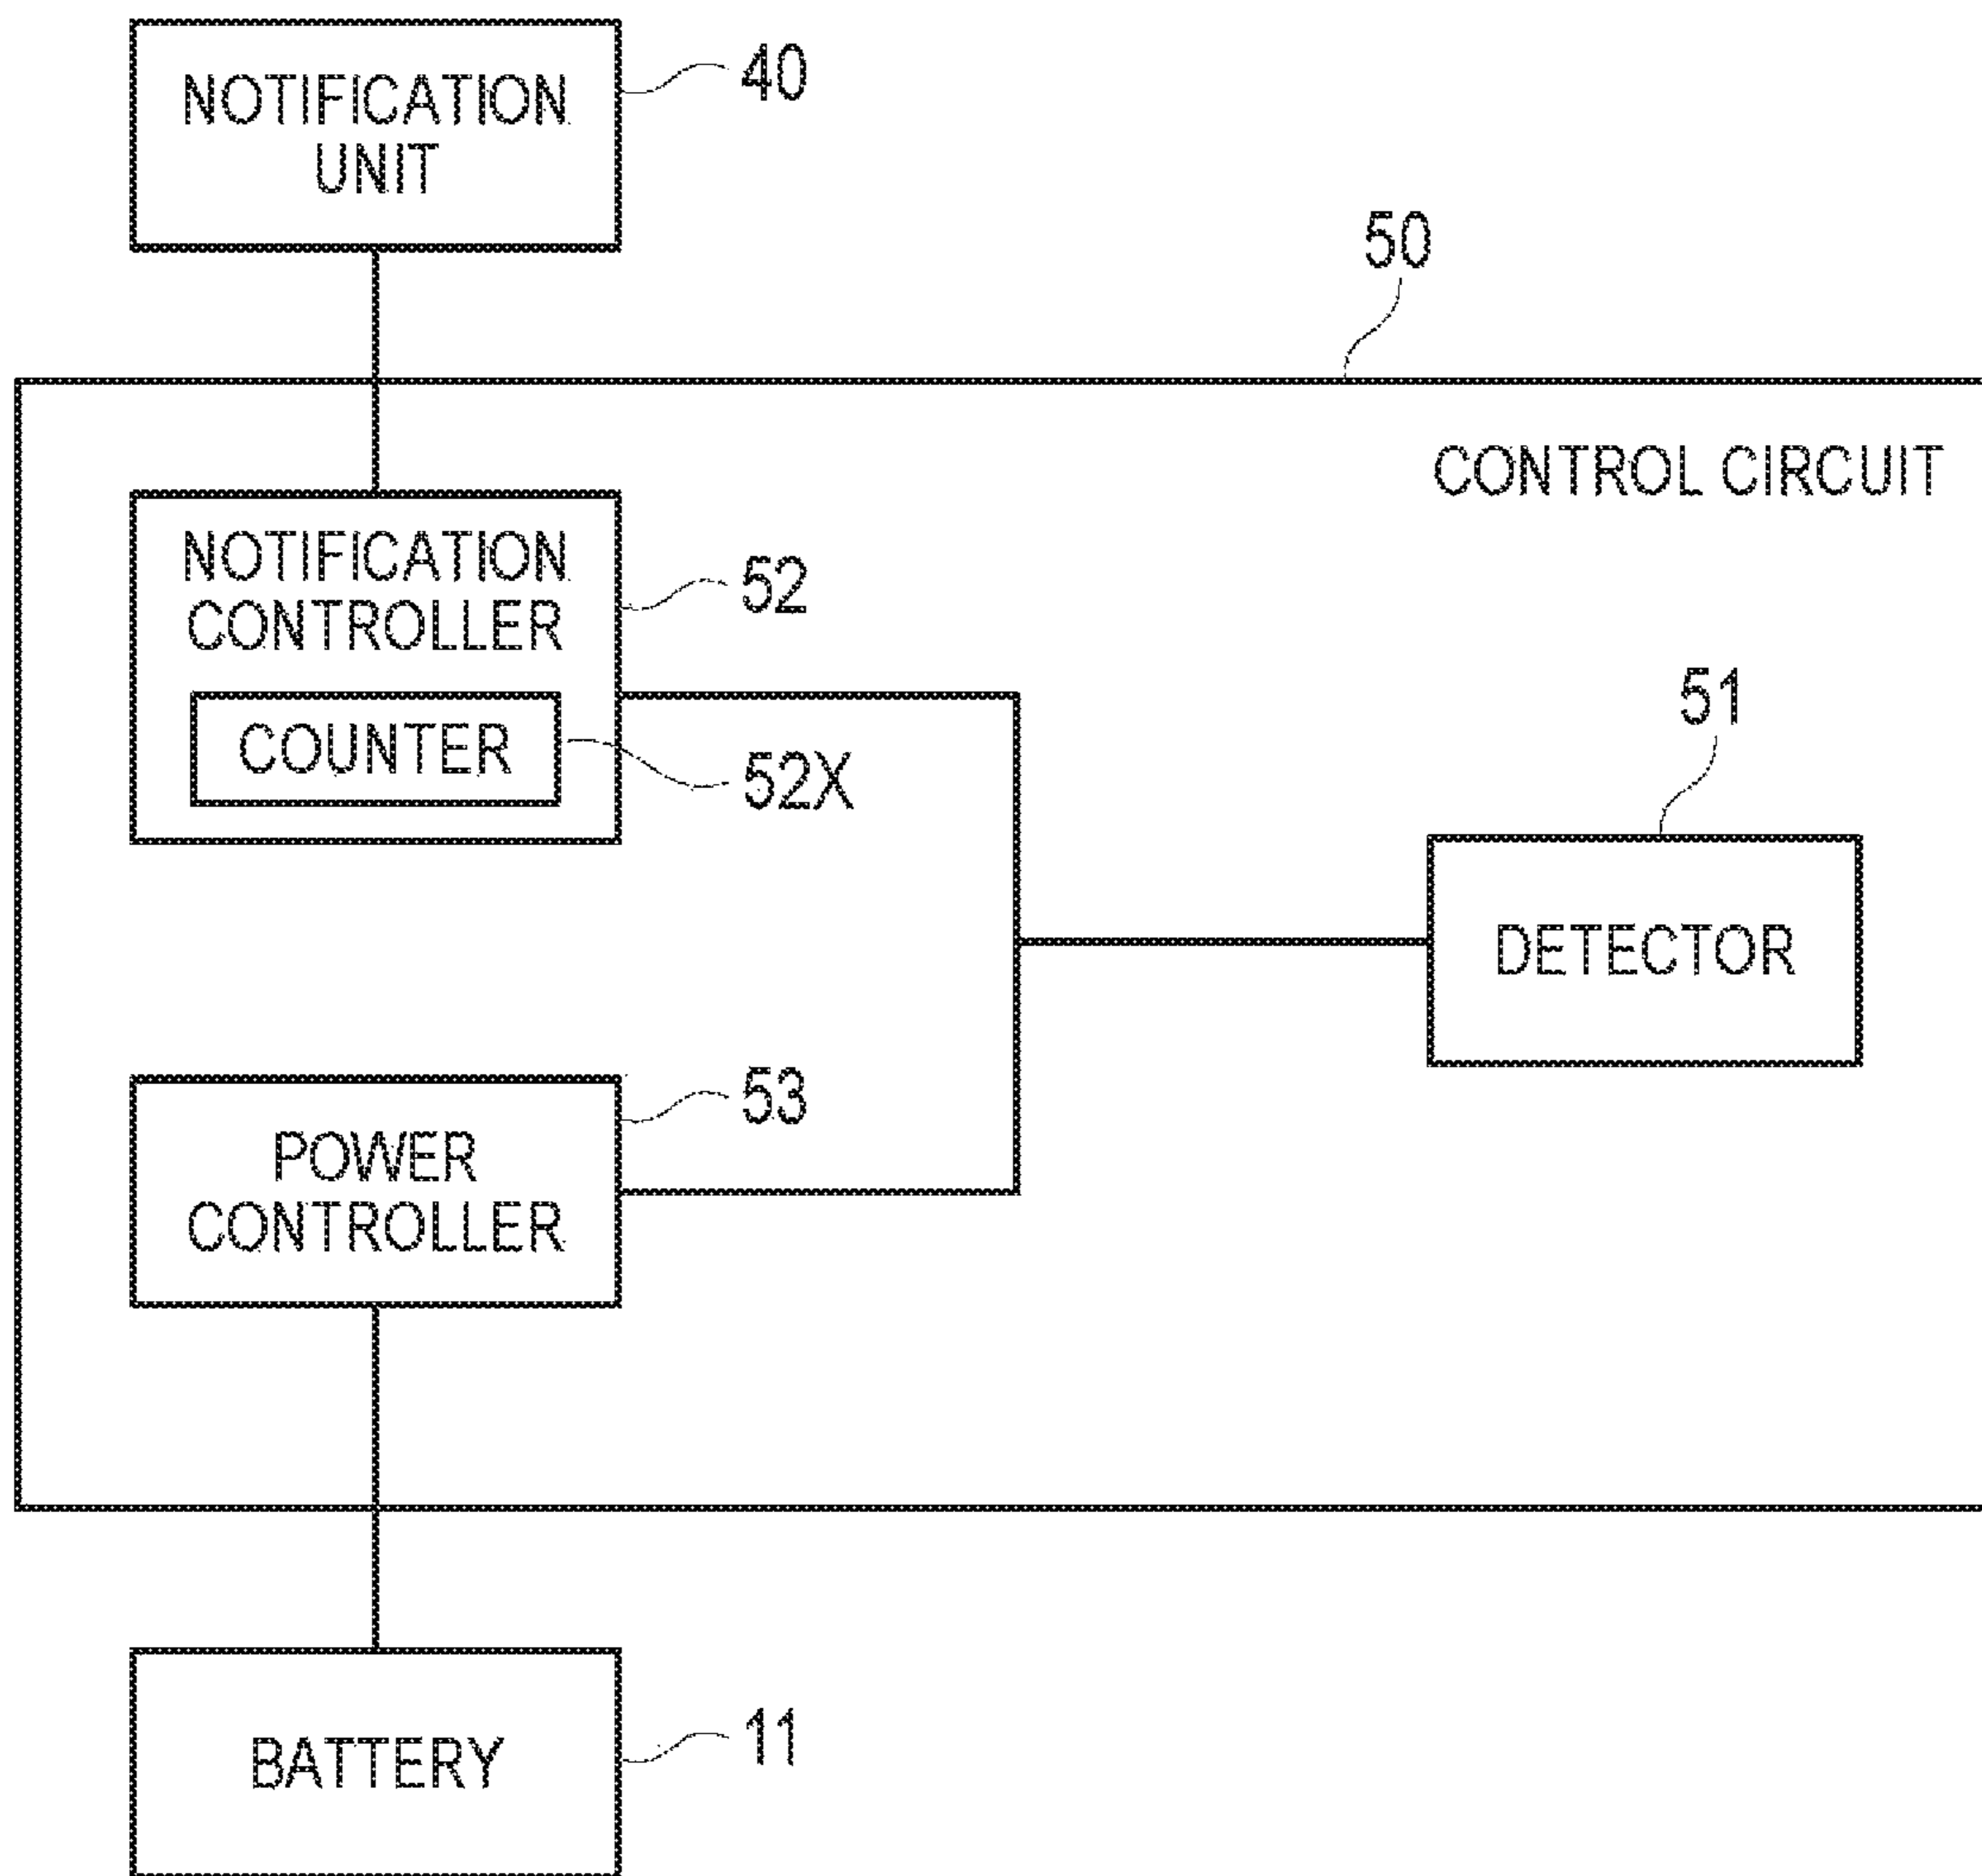 NOTIFICATION
UNIT
40
50
CONTROL CIRCUIT
NOTIFICATION
CONTROLLER
52
COUNTER
52X
51
DETECTOR
53
POWER
CONTROLLER
BATTERY
11